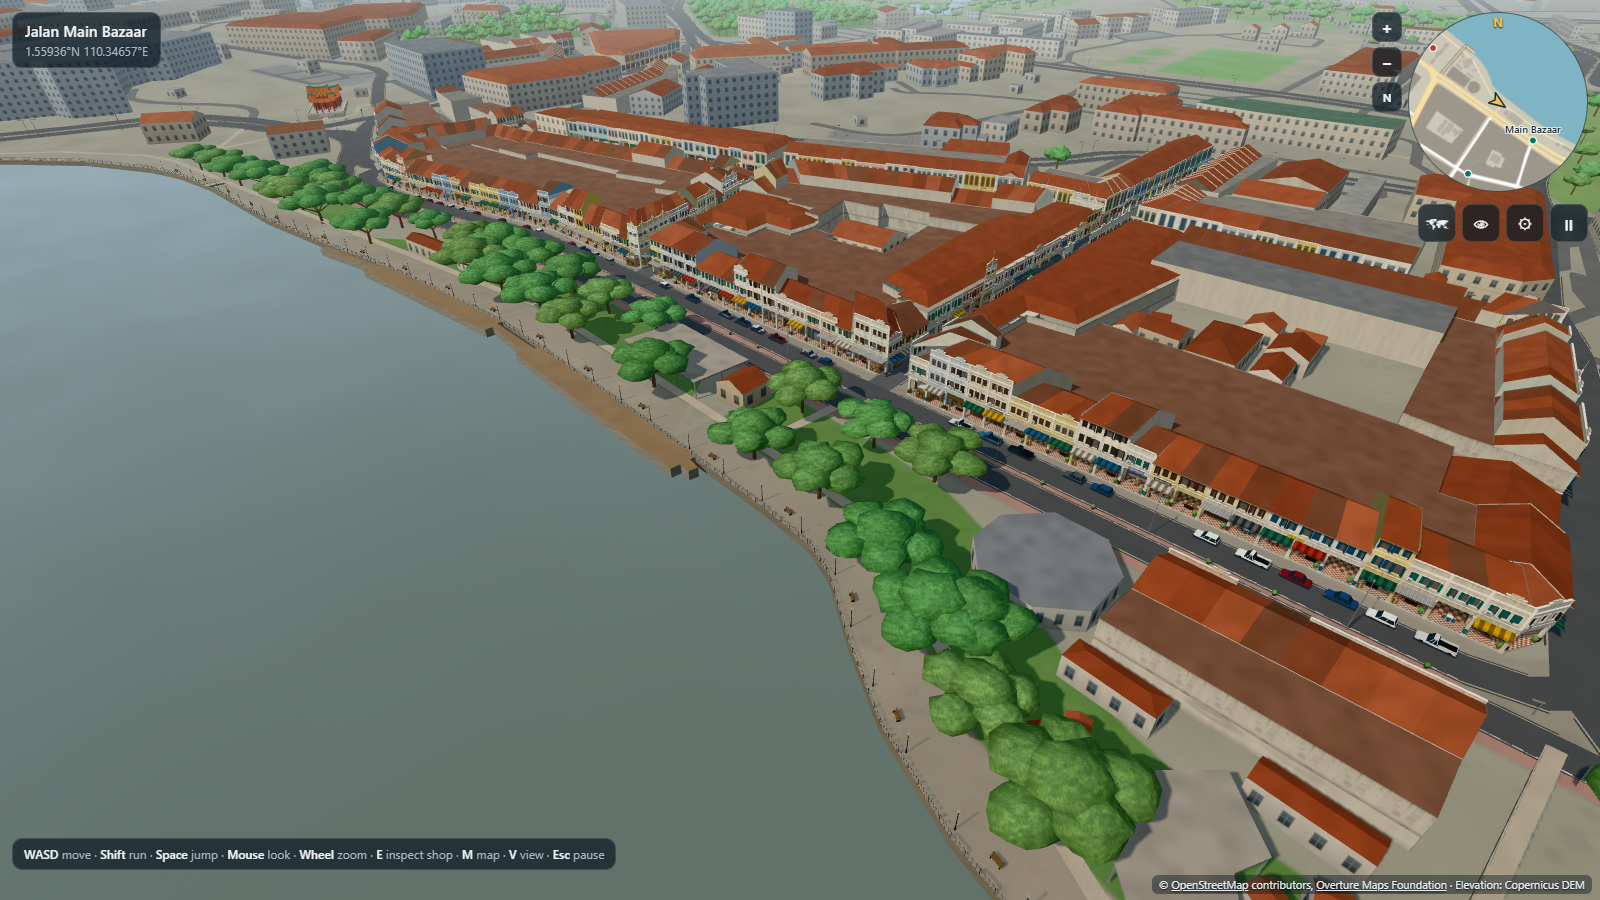 Jalan Main Bazaar
1.55936°N 110.34657°E
+
−
N
N
Main Bazaar
WASD move · Shift run · Space jump · Mouse look · Wheel zoom · E inspect shop · M map · V view · Esc pause
© OpenStreetMap contributors, Overture Maps Foundation · Elevation: Copernicus DEM